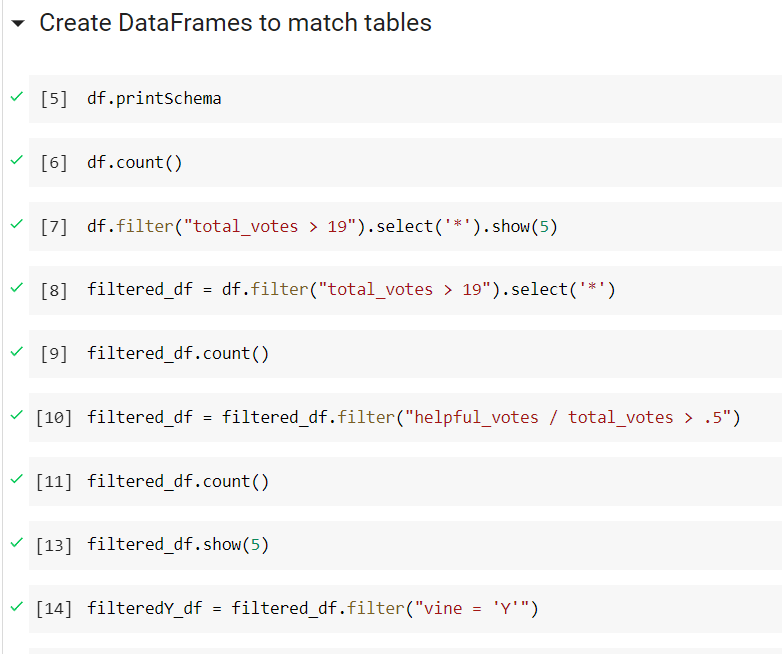 Create DataFrames to match tables
[5] df.printSchema
[6] df.count()
[7] df.filter("total_votes > 19").select('*').show(5)
[8] filtered_df = df.filter("total_votes > 19").select('*')
[9] filtered_df.count()
[10] filtered_df = filtered_df.filter("helpful_votes / total_votes > .5")
[11] filtered_df.count()
[13] filtered_df.show(5)
[14] filteredY_df = filtered_df.filter("vine = 'Y'")